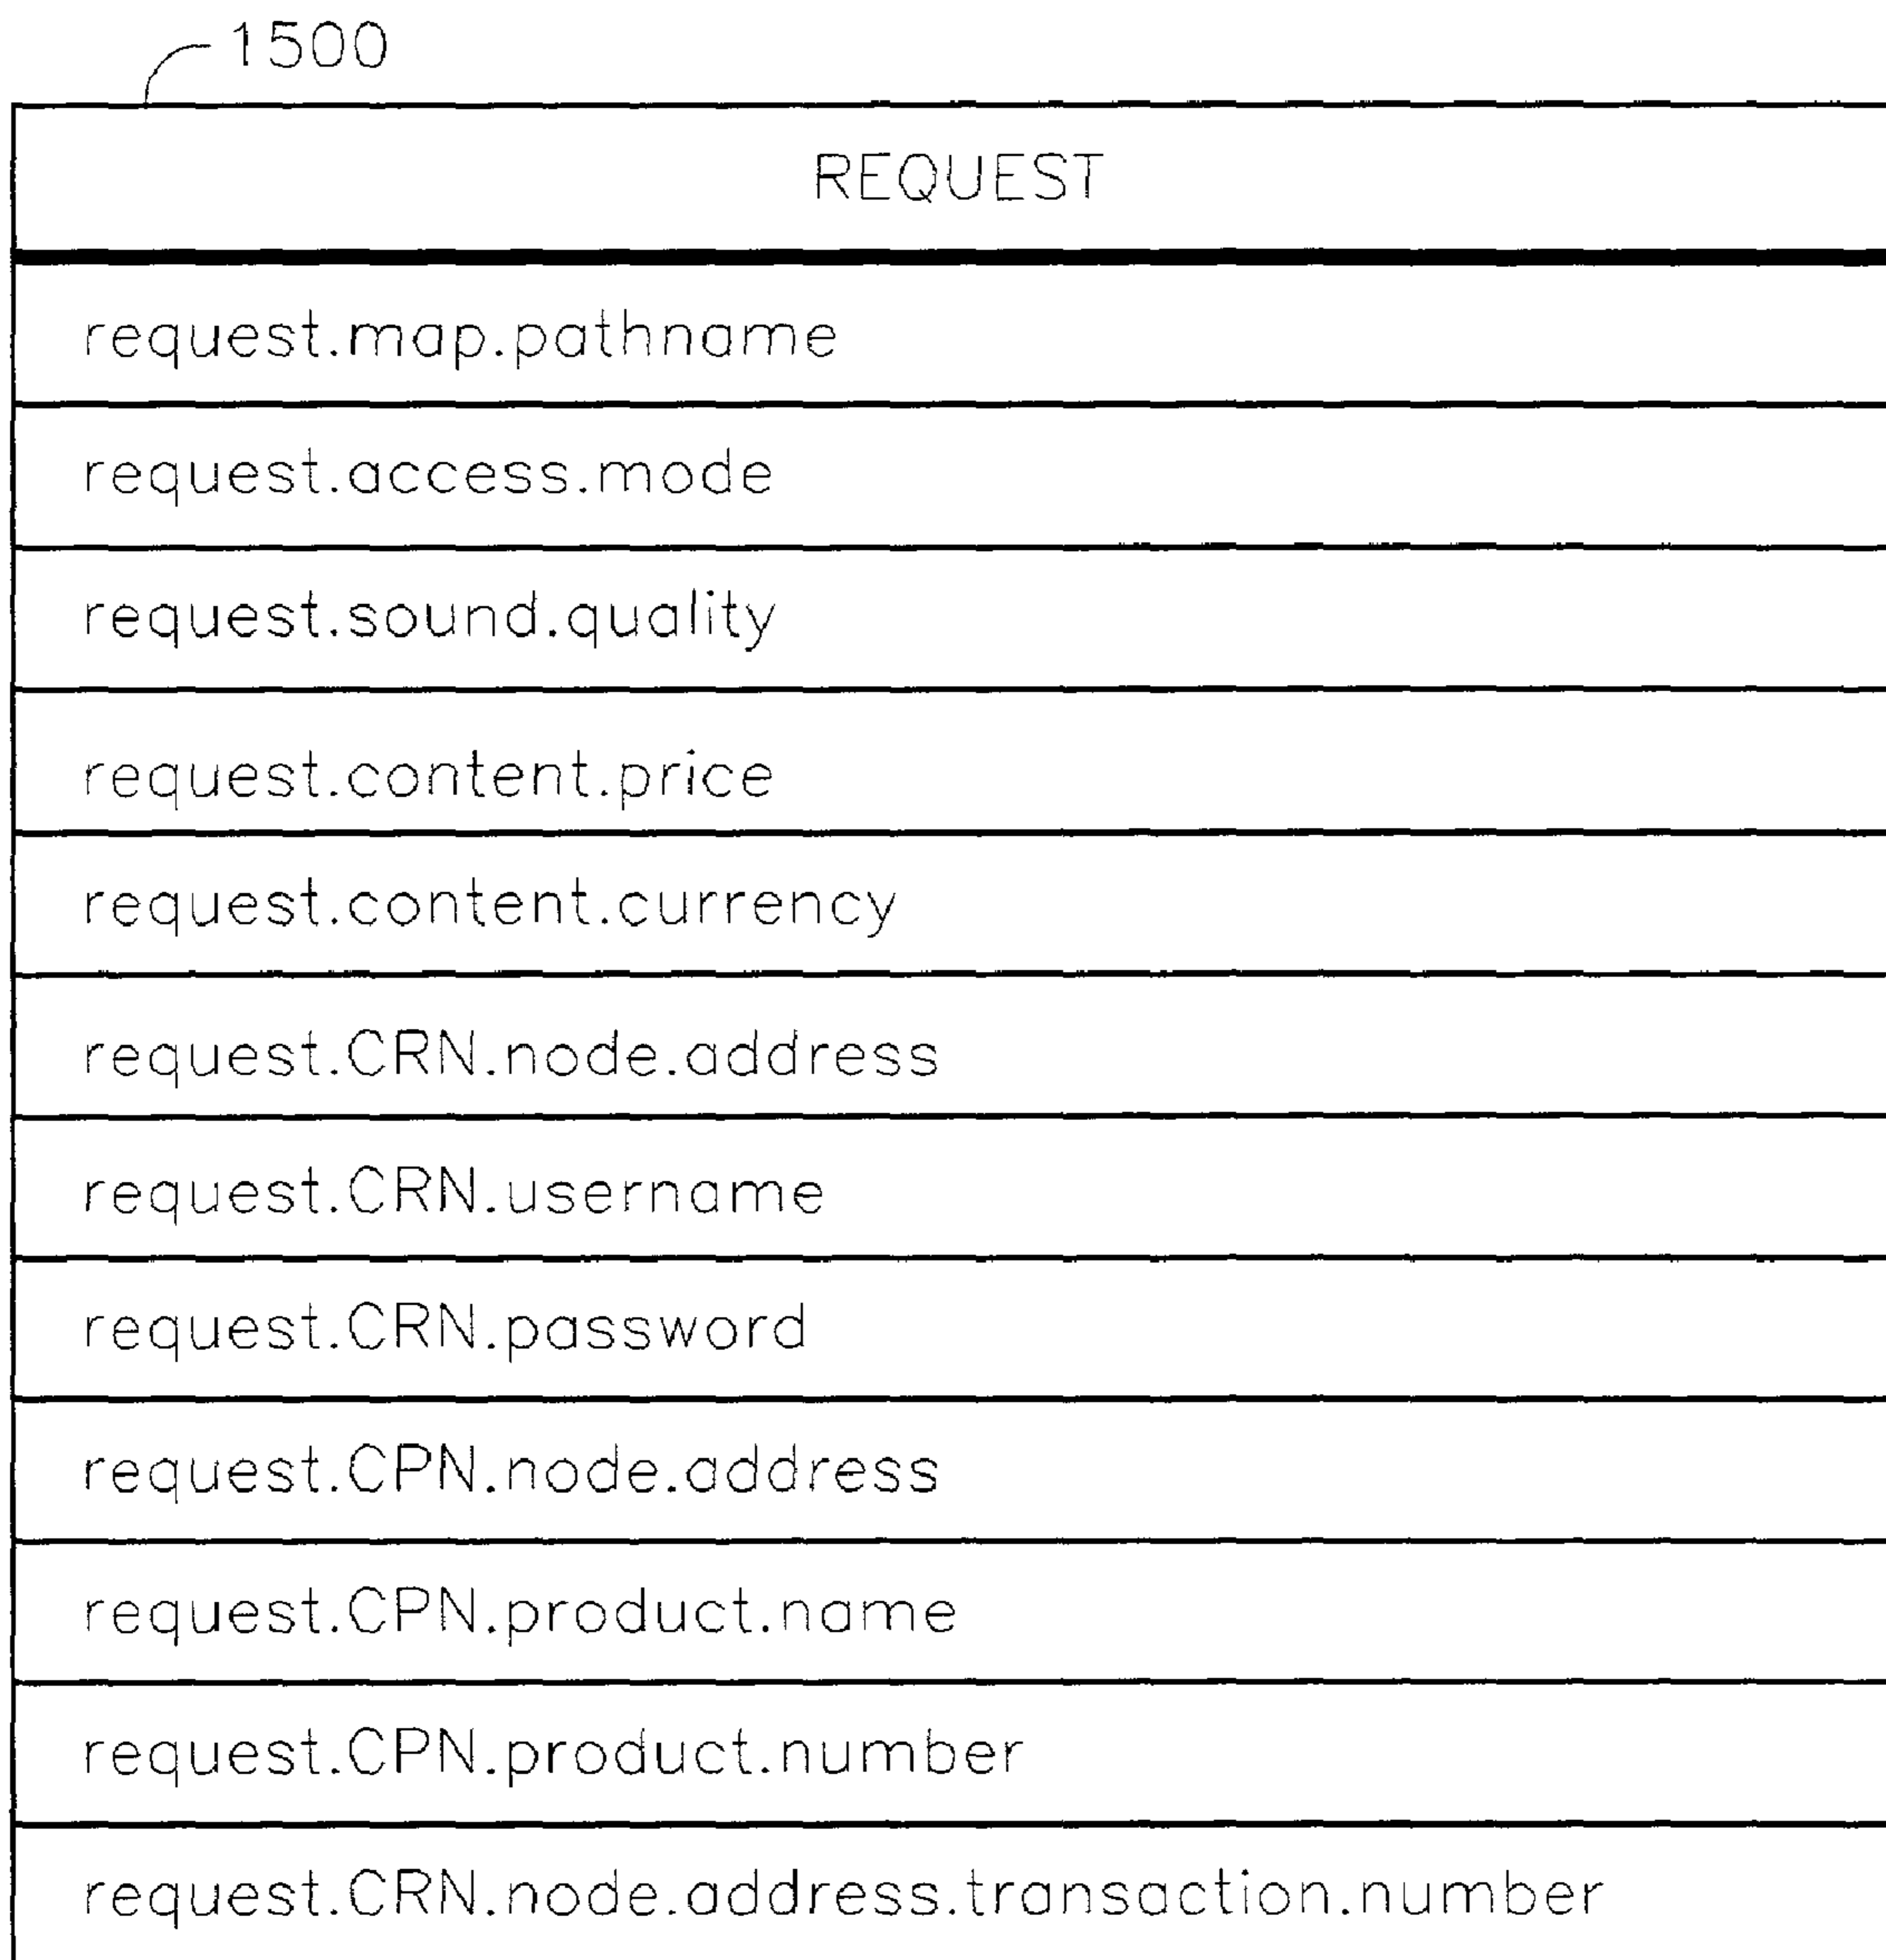 1500
REQUEST
request.map.pathname
request.access.mode
request.sound.quality
request.content.price
request.content.currency
request.CRN.node.address
request.CRN.username
request.CRN.password
request.CPN.node.address
request.CPN.product.name
request.CPN.product.number
request.CRN.node.address.transaction.number